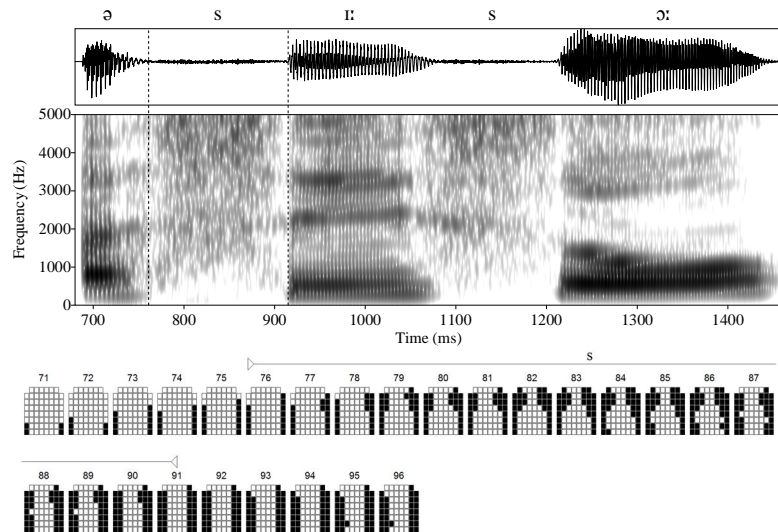 ə s ɪː s ɔː
5000
4000
3000
2000
1000
0
Frequency (Hz)
700 800 900 1000 1100 1200 1300 1400
Time (ms)
s
71 72 73 74 75 76 77 78 79 80 81 82 83 84 85 86 87
88 89 90 91 92 93 94 95 96